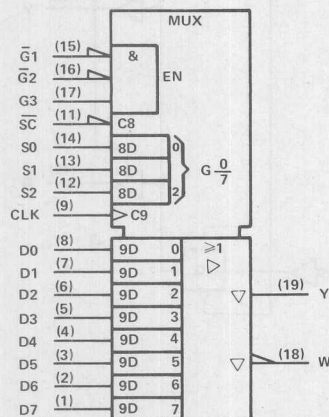 MUX
G̅1 (15) &
G̅2 (16) EN
G3 (17)
S̅C̅ (11) C8
S0 (14) 8D 0
S1 (13) 8D G 0/7
S2 (12) 8D 2
CLK (9) C9
D0 (8) 9D 0 ≥1
D1 (7) 9D 1
D2 (6) 9D 2 (19) Y
D3 (5) 9D 3
D4 (4) 9D 4
D5 (3) 9D 5 (18) W
D6 (2) 9D 6
D7 (1) 9D 7